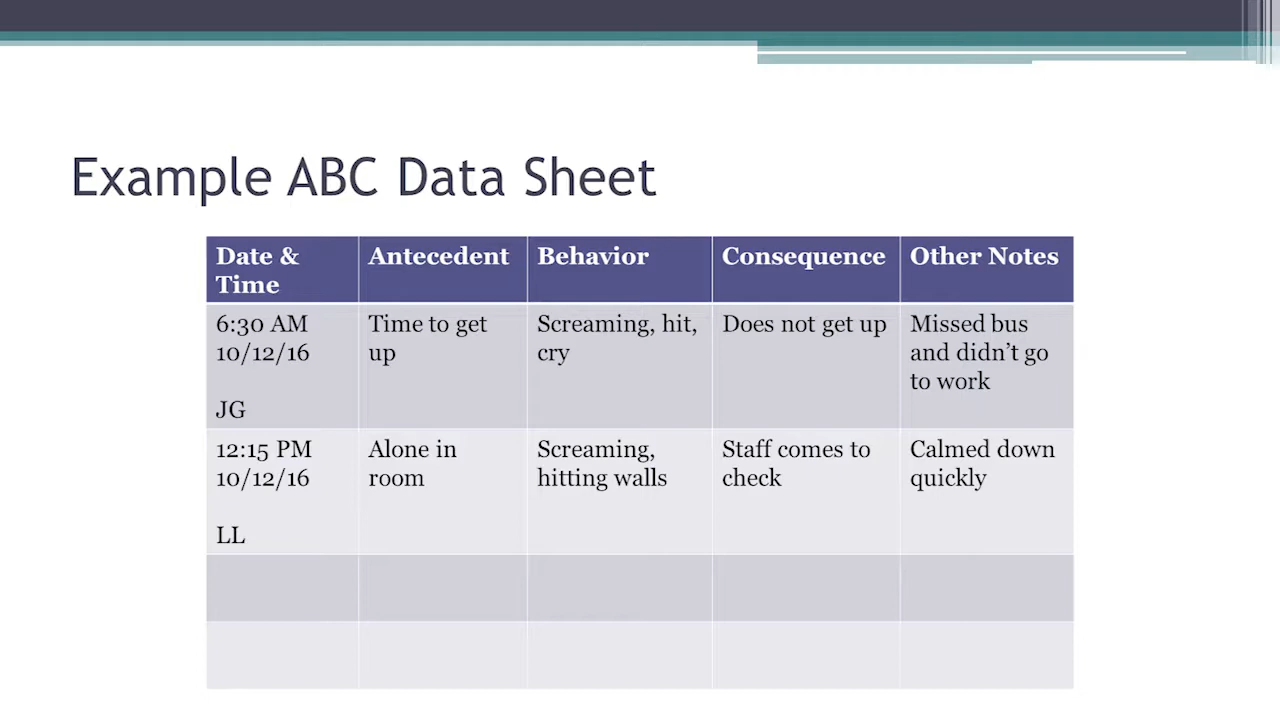 Example ABC Data Sheet
Date &
Time
Antecedent
Behavior
Consequence
Other Notes
6:30 AM
10/12/16
JG
Time to get
up
Screaming, hit,
cry
Does not get up
Missed bus
and didn’t go
to work
12:15 PM
10/12/16
LL
Alone in
room
Screaming,
hitting walls
Staff comes to
check
Calmed down
quickly